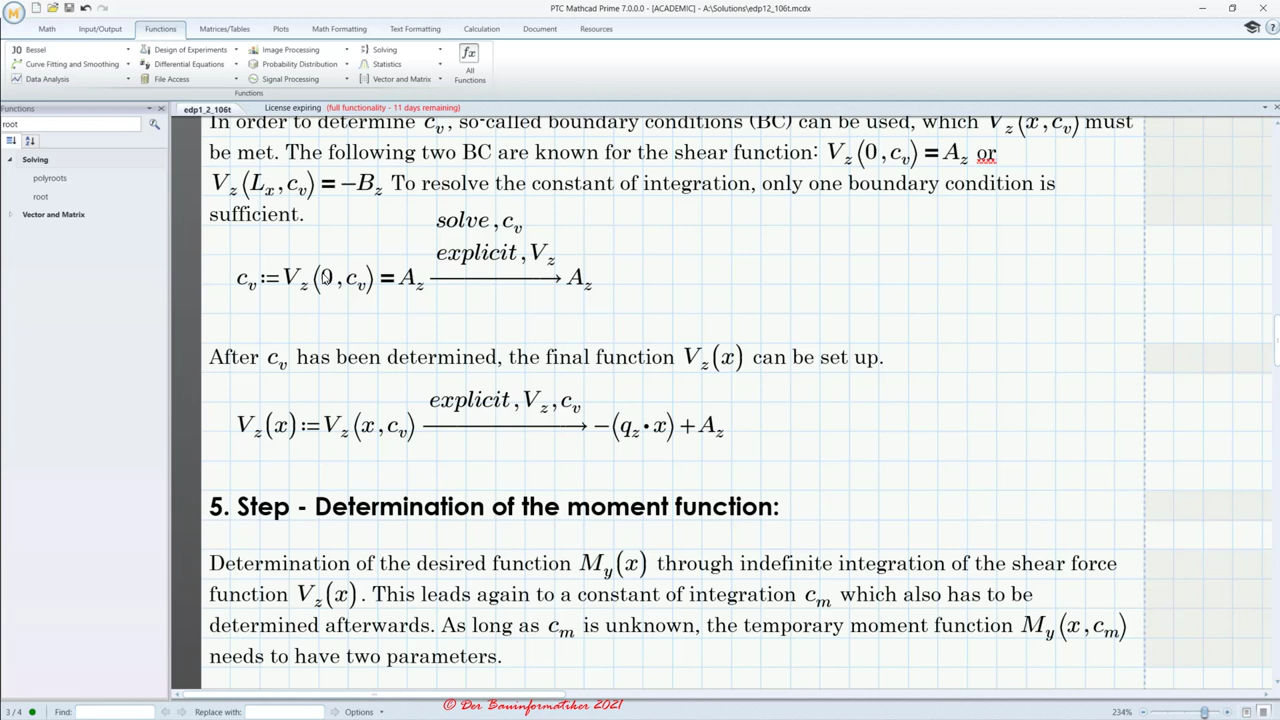 PTC Mathcad Prime 7.0.0.0 - [ACADEMIC] - A:\Solutions\edp12_106t.mcdx
Math Input/Output Functions Matrices/Tables Plots Math Formatting Text Formatting Calculation Document Resources
Bessel Design of Experiments Image Processing Solving
Curve Fitting and Smoothing Differential Equations Probability Distribution Statistics
Data Analysis File Access Signal Processing Vector and Matrix
fx
All Functions
Functions
Functions
edp1_2_106t License expiring (full functionality - 11 days remaining)
root
Solving
polyroots
root
Vector and Matrix
In order to determine c_v, so-called boundary conditions (BC) can be used, which V_z(x,c_v) must
be met. The following two BC are known for the shear function: V_z(0,c_v)=A_z or
V_z(L_x,c_v)=−B_z To resolve the constant of integration, only one boundary condition is
sufficient.
solve,c_v
explicit,V_z
c_v:=V_z(0,c_v)=A_z → A_z
After c_v has been determined, the final function V_z(x) can be set up.
explicit,V_z,c_v
V_z(x):=V_z(x,c_v) → −(q_z·x)+A_z
5. Step - Determination of the moment function:
Determination of the desired function M_y(x) through indefinite integration of the shear force
function V_z(x). This leads again to a constant of integration c_m which also has to be
determined afterwards. As long as c_m is unknown, the temporary moment function M_y(x,c_m)
needs to have two parameters.
© Der Bauinformatiker 2021
3 / 4 Find: Replace with: Options 234%